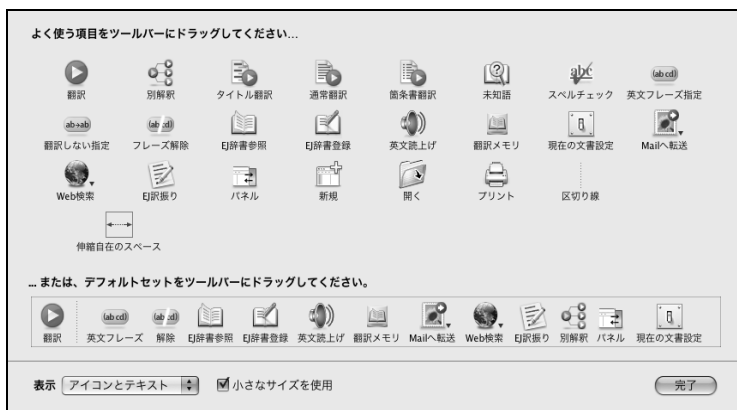 よく使う項目をツールバーにドラッグしてください...
翻訳 別解釈 タイトル翻訳 通常翻訳 箇条書翻訳 未知語 スペルチェック 英文フレーズ指定
翻訳しない指定 フレーズ解除 EJ辞書参照 EJ辞書登録 英文読上げ 翻訳メモリ 現在の文書設定 Mailへ転送
Web検索 EJ訳振り パネル 新規 開く プリント 区切り線
伸縮自在のスペース
... または、デフォルトセットをツールバーにドラッグしてください。
翻訳 英文フレーズ 解除 EJ辞書参照 EJ辞書登録 英文読上げ 翻訳メモリ Mailへ転送 Web検索 EJ訳振り 別解釈 パネル 現在の文書設定
表示 アイコンとテキスト 小さなサイズを使用 完了